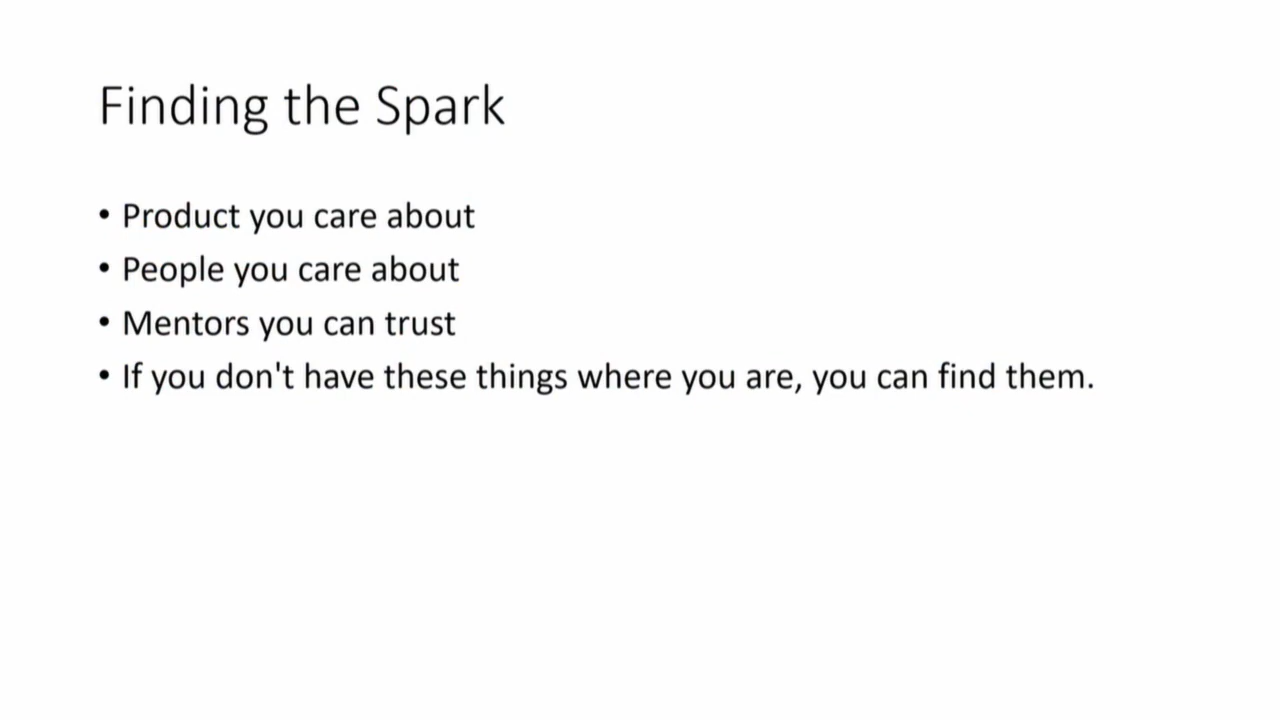 Finding the Spark
• Product you care about
• People you care about
• Mentors you can trust
• If you don't have these things where you are, you can find them.